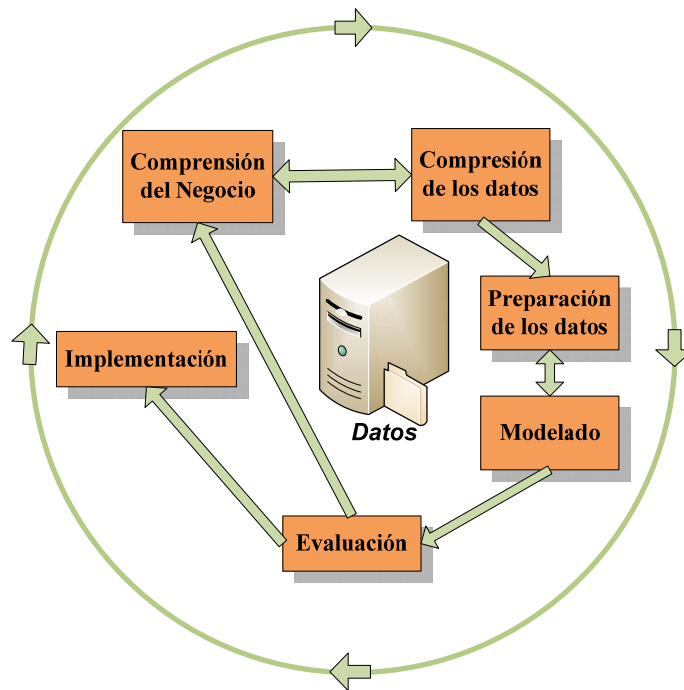 Comprensión
del Negocio
Compresión
de los datos
Preparación
de los datos
Implementación
Datos
Modelado
Evaluación